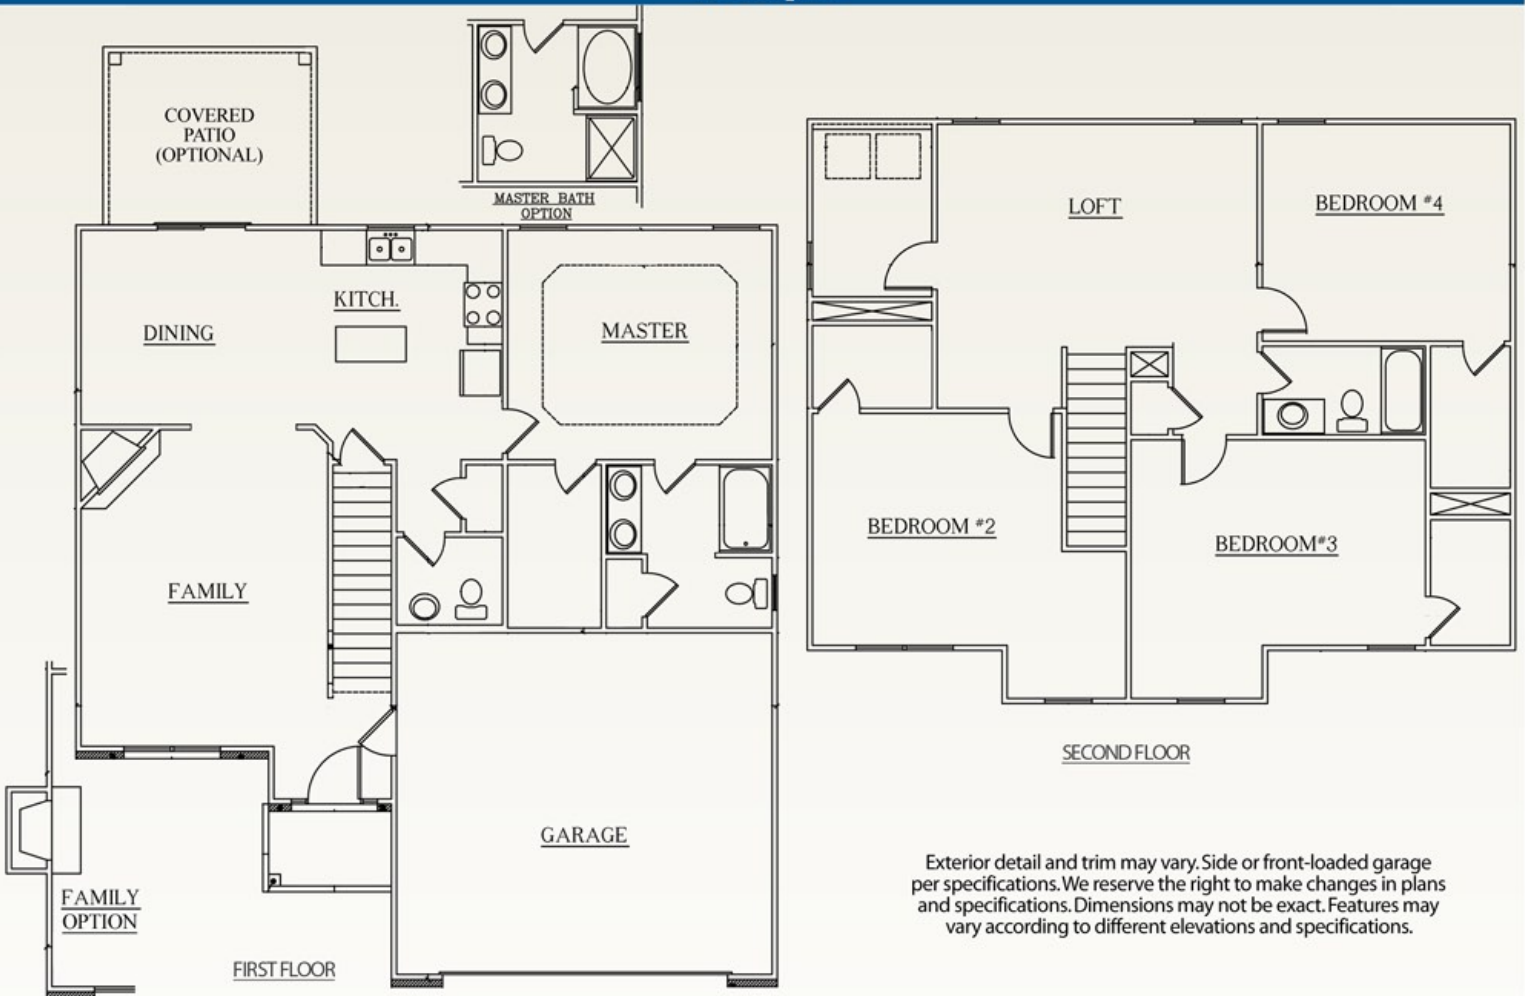 COVERED
PATIO
(OPTIONAL)
MASTER BATH
OPTION
KITCH.
DINING
MASTER
FAMILY
GARAGE
FAMILY
OPTION
FIRST FLOOR
LOFT
BEDROOM #4
BEDROOM #2
BEDROOM#3
SECOND FLOOR
Exterior detail and trim may vary. Side or front-loaded garage
per specifications. We reserve the right to make changes in plans
and specifications. Dimensions may not be exact. Features may
vary according to different elevations and specifications.